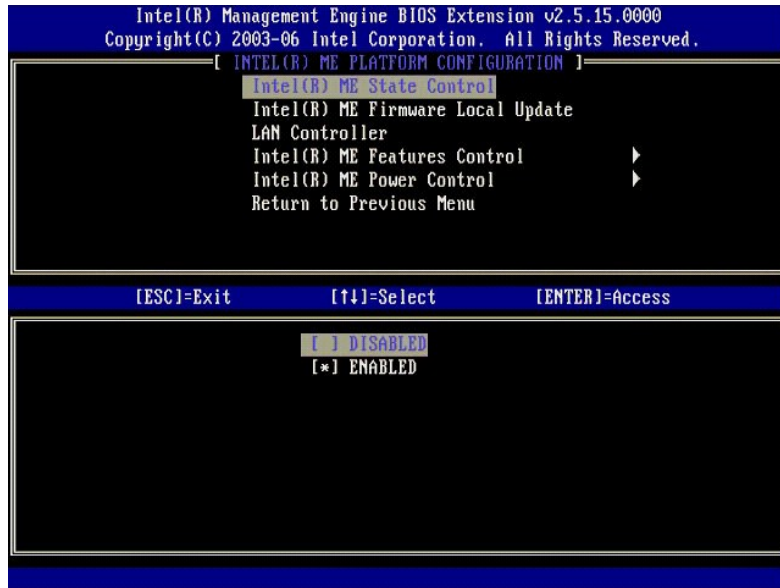 Intel(R) Management Engine BIOS Extension v2.5.15.0000
Copyright(C) 2003-06 Intel Corporation. All Rights Reserved.
[ INTEL(R) ME PLATFORM CONFIGURATION ]
Intel(R) ME State Control
Intel(R) ME Firmware Local Update
LAN Controller
Intel(R) ME Features Control ▶
Intel(R) ME Power Control ▶
Return to Previous Menu
[ESC]=Exit [↑↓]=Select [ENTER]=Access
[ ] DISABLED
[*] ENABLED